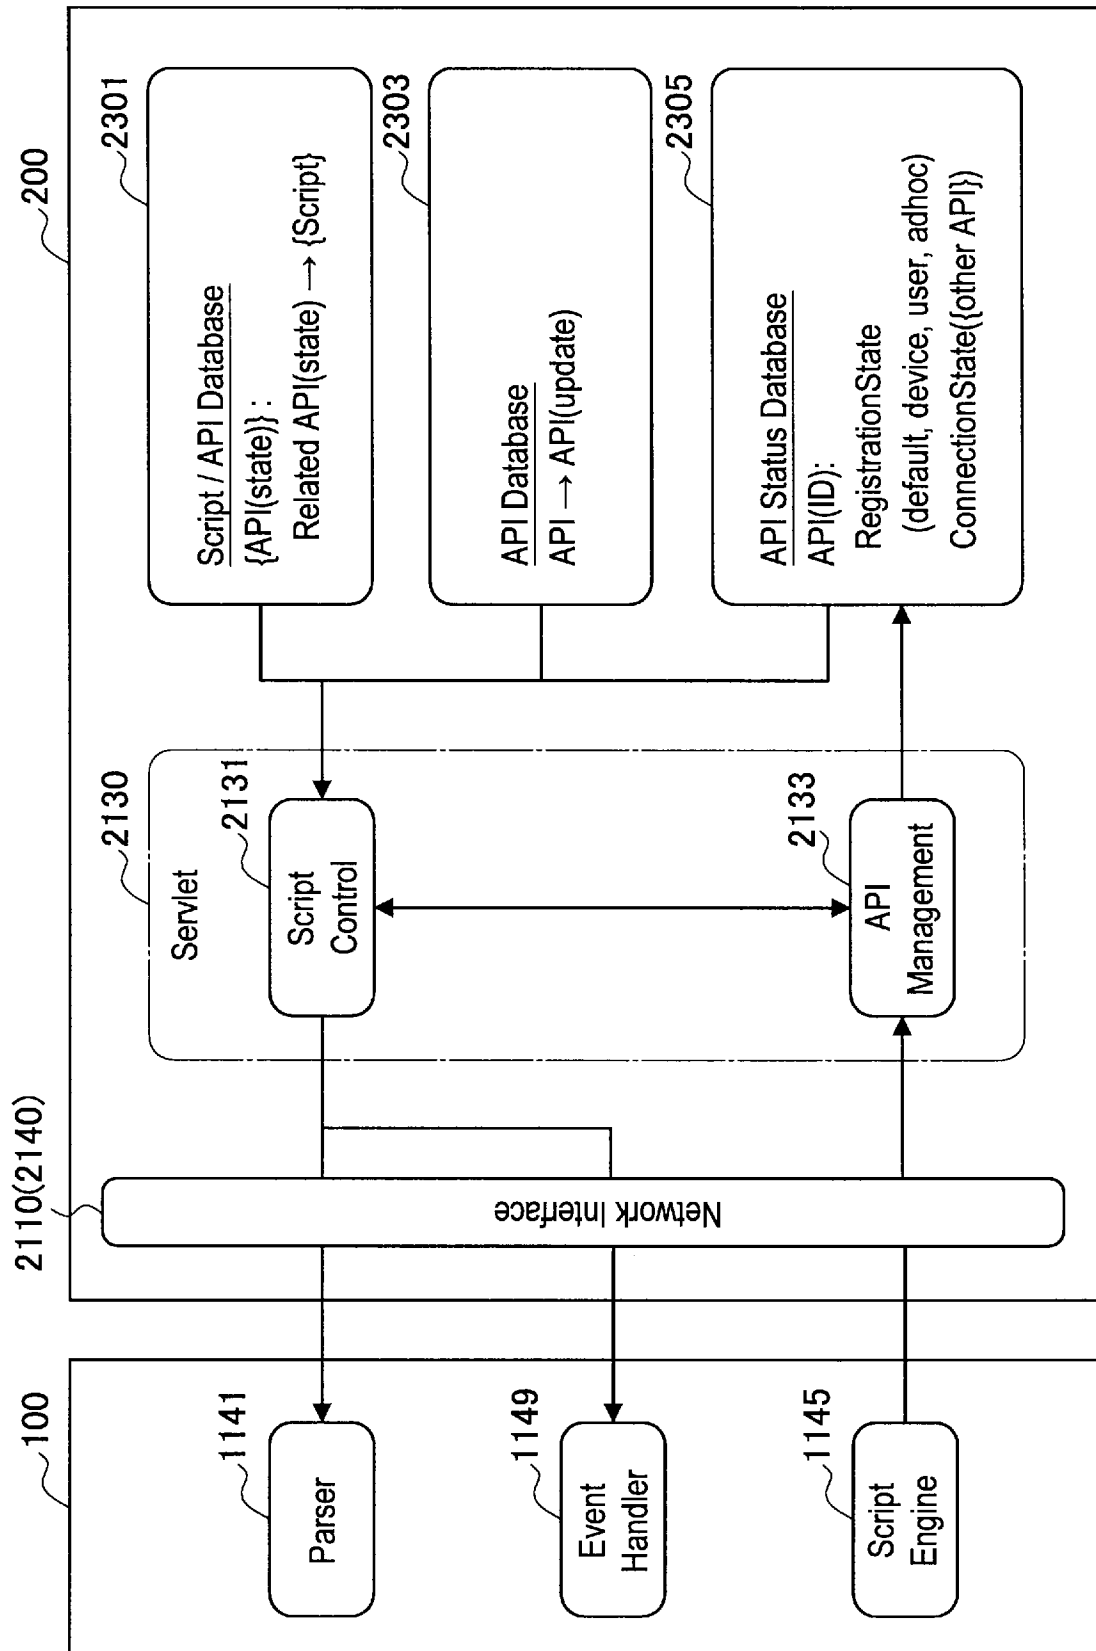 100
1141
Parser
1149
Event
Handler
1145
Script
Engine
200
2110(2140)
Network Interface
2130
Servlet
2131
Script
Control
2133
API
Management
2301
Script / API Database
{API(state)} :
Related API(state) → {Script}
2303
API Database
API → API(update)
2305
API Status Database
API(ID):
RegistrationState
(default, device, user, adhoc)
ConnectionState({other API})